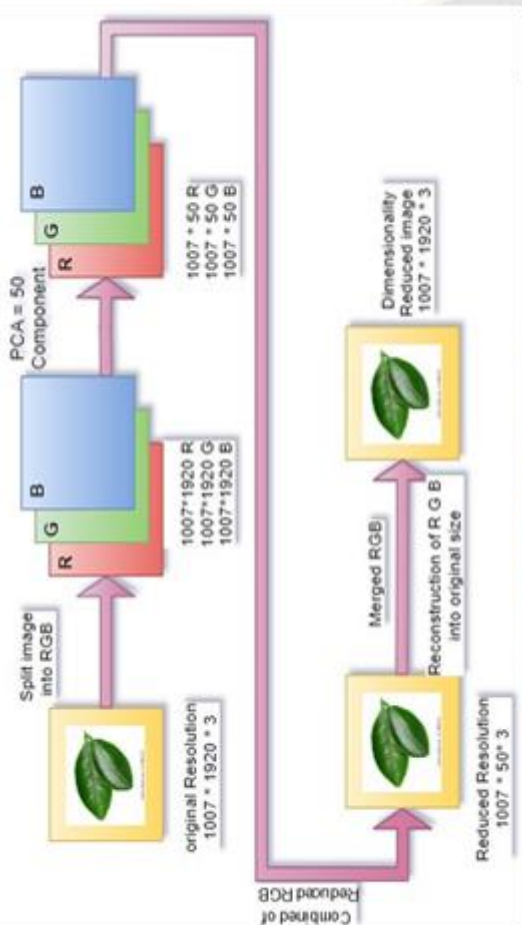 Split image
into RGB
original Resolution
1007 * 1920 * 3
R
G
B
1007*1920 R
1007*1920 G
1007*1920 B
PCA = 50
Component
R
G
B
1007 * 50 R
1007 * 50 G
1007 * 50 B
Combined of
Reduced RGB
Reduced Resolution
1007 * 50* 3
Merged RGB
Reconstruction of R G B
into original size
Dimensionality
Reduced image
1007 * 1920 * 3